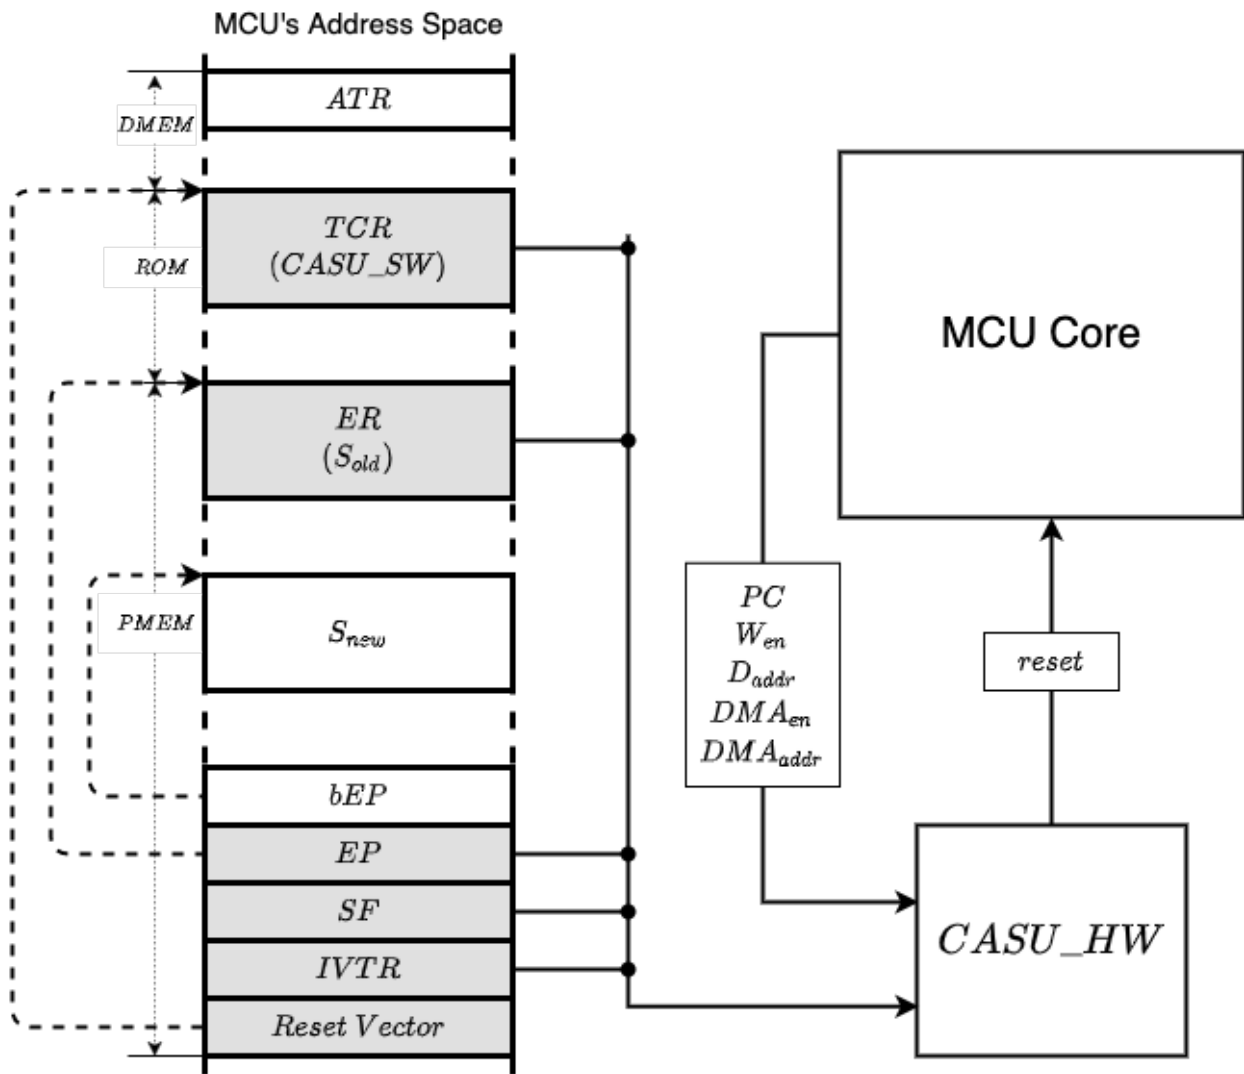 MCU's Address Space
ATR
DMEM
TCR
(CASU_SW)
ROM
ER
(S_old)
S_new
PMEM
bEP
EP
SF
IVTR
Reset Vector
MCU Core
PC
W_en
D_addr
DMA_en
DMA_addr
reset
CASU_HW